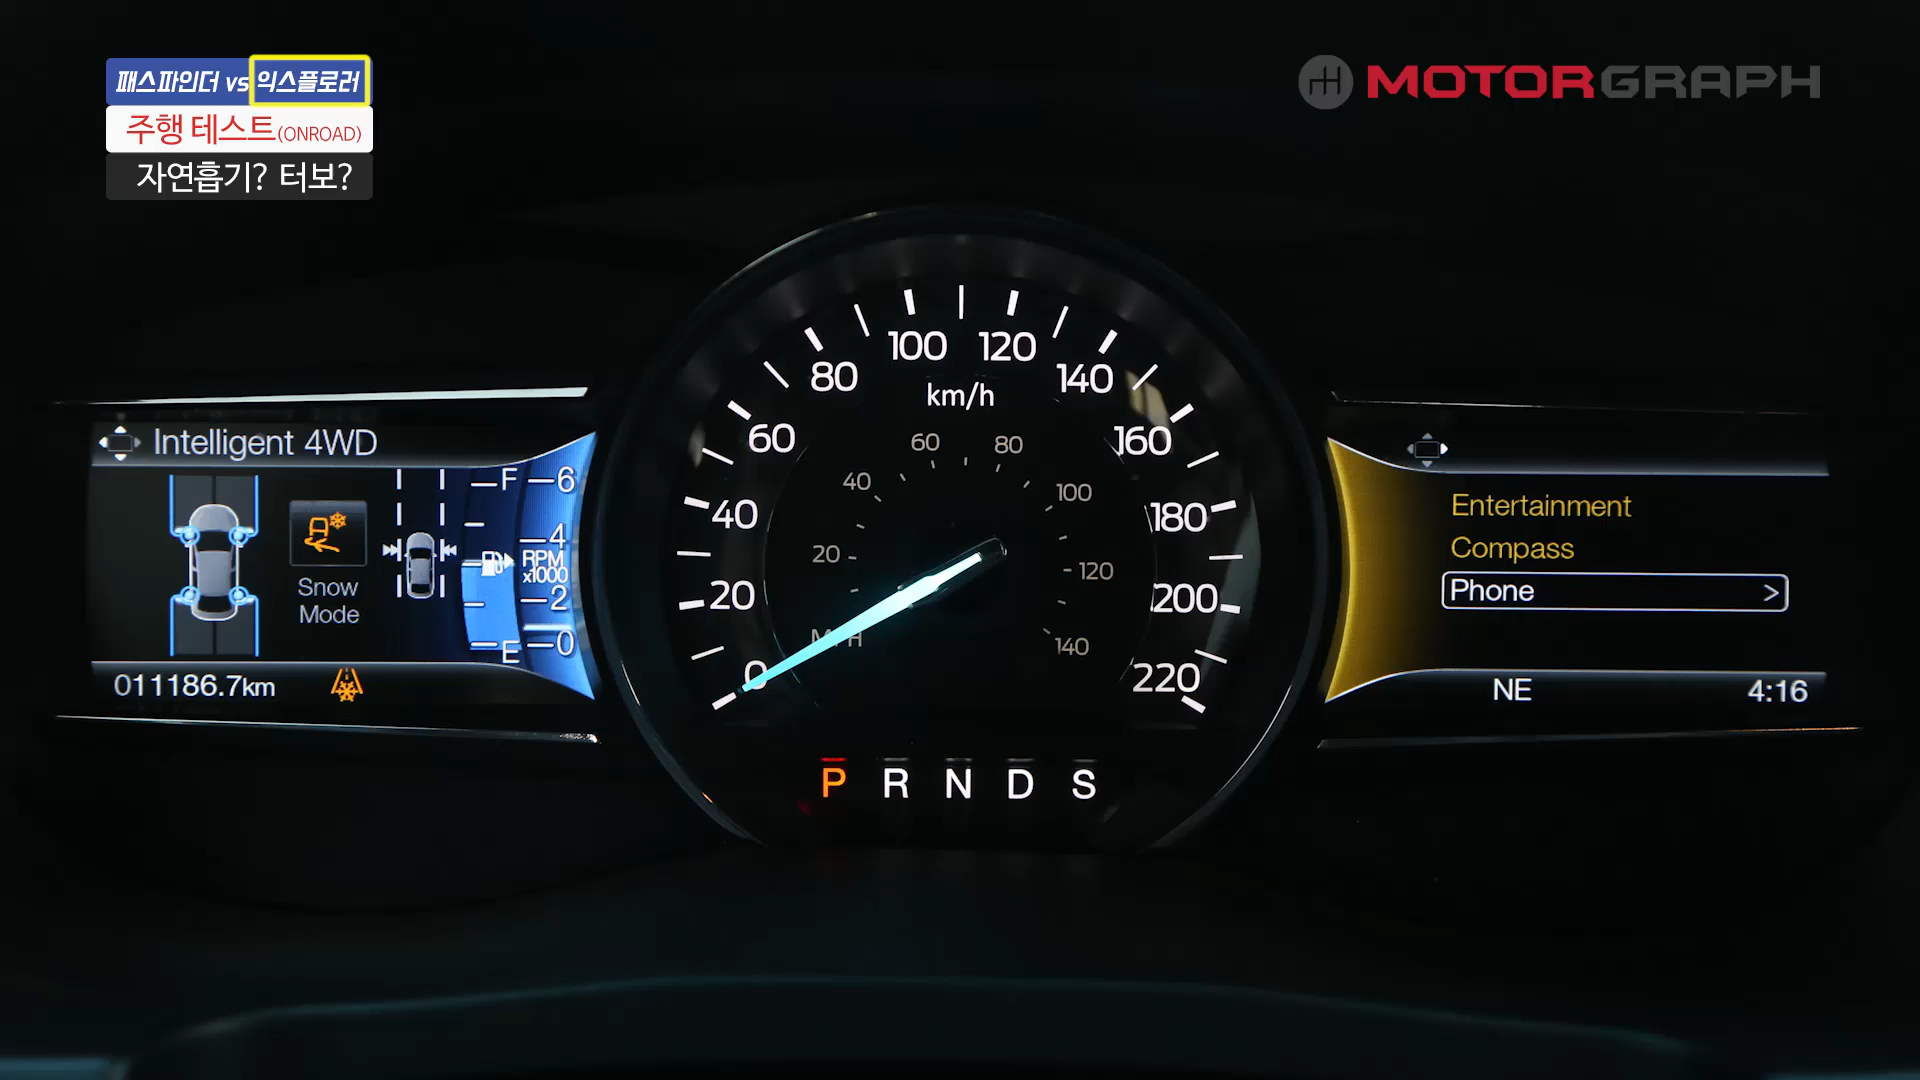 패스파인더 vs 익스플로러
주행 테스트(ONROAD)
자연흡기? 터보?
MOTORGRAPH
Intelligent 4WD
Snow
Mode
F
E
6
4
RPM
x1000
2
0
011186.7km
0
20
40
60
80
100
120
140
160
180
200
220
km/h
20
40
60
80
100
120
140
MPH
P R N D S
Entertainment
Compass
Phone >
NE 4:16